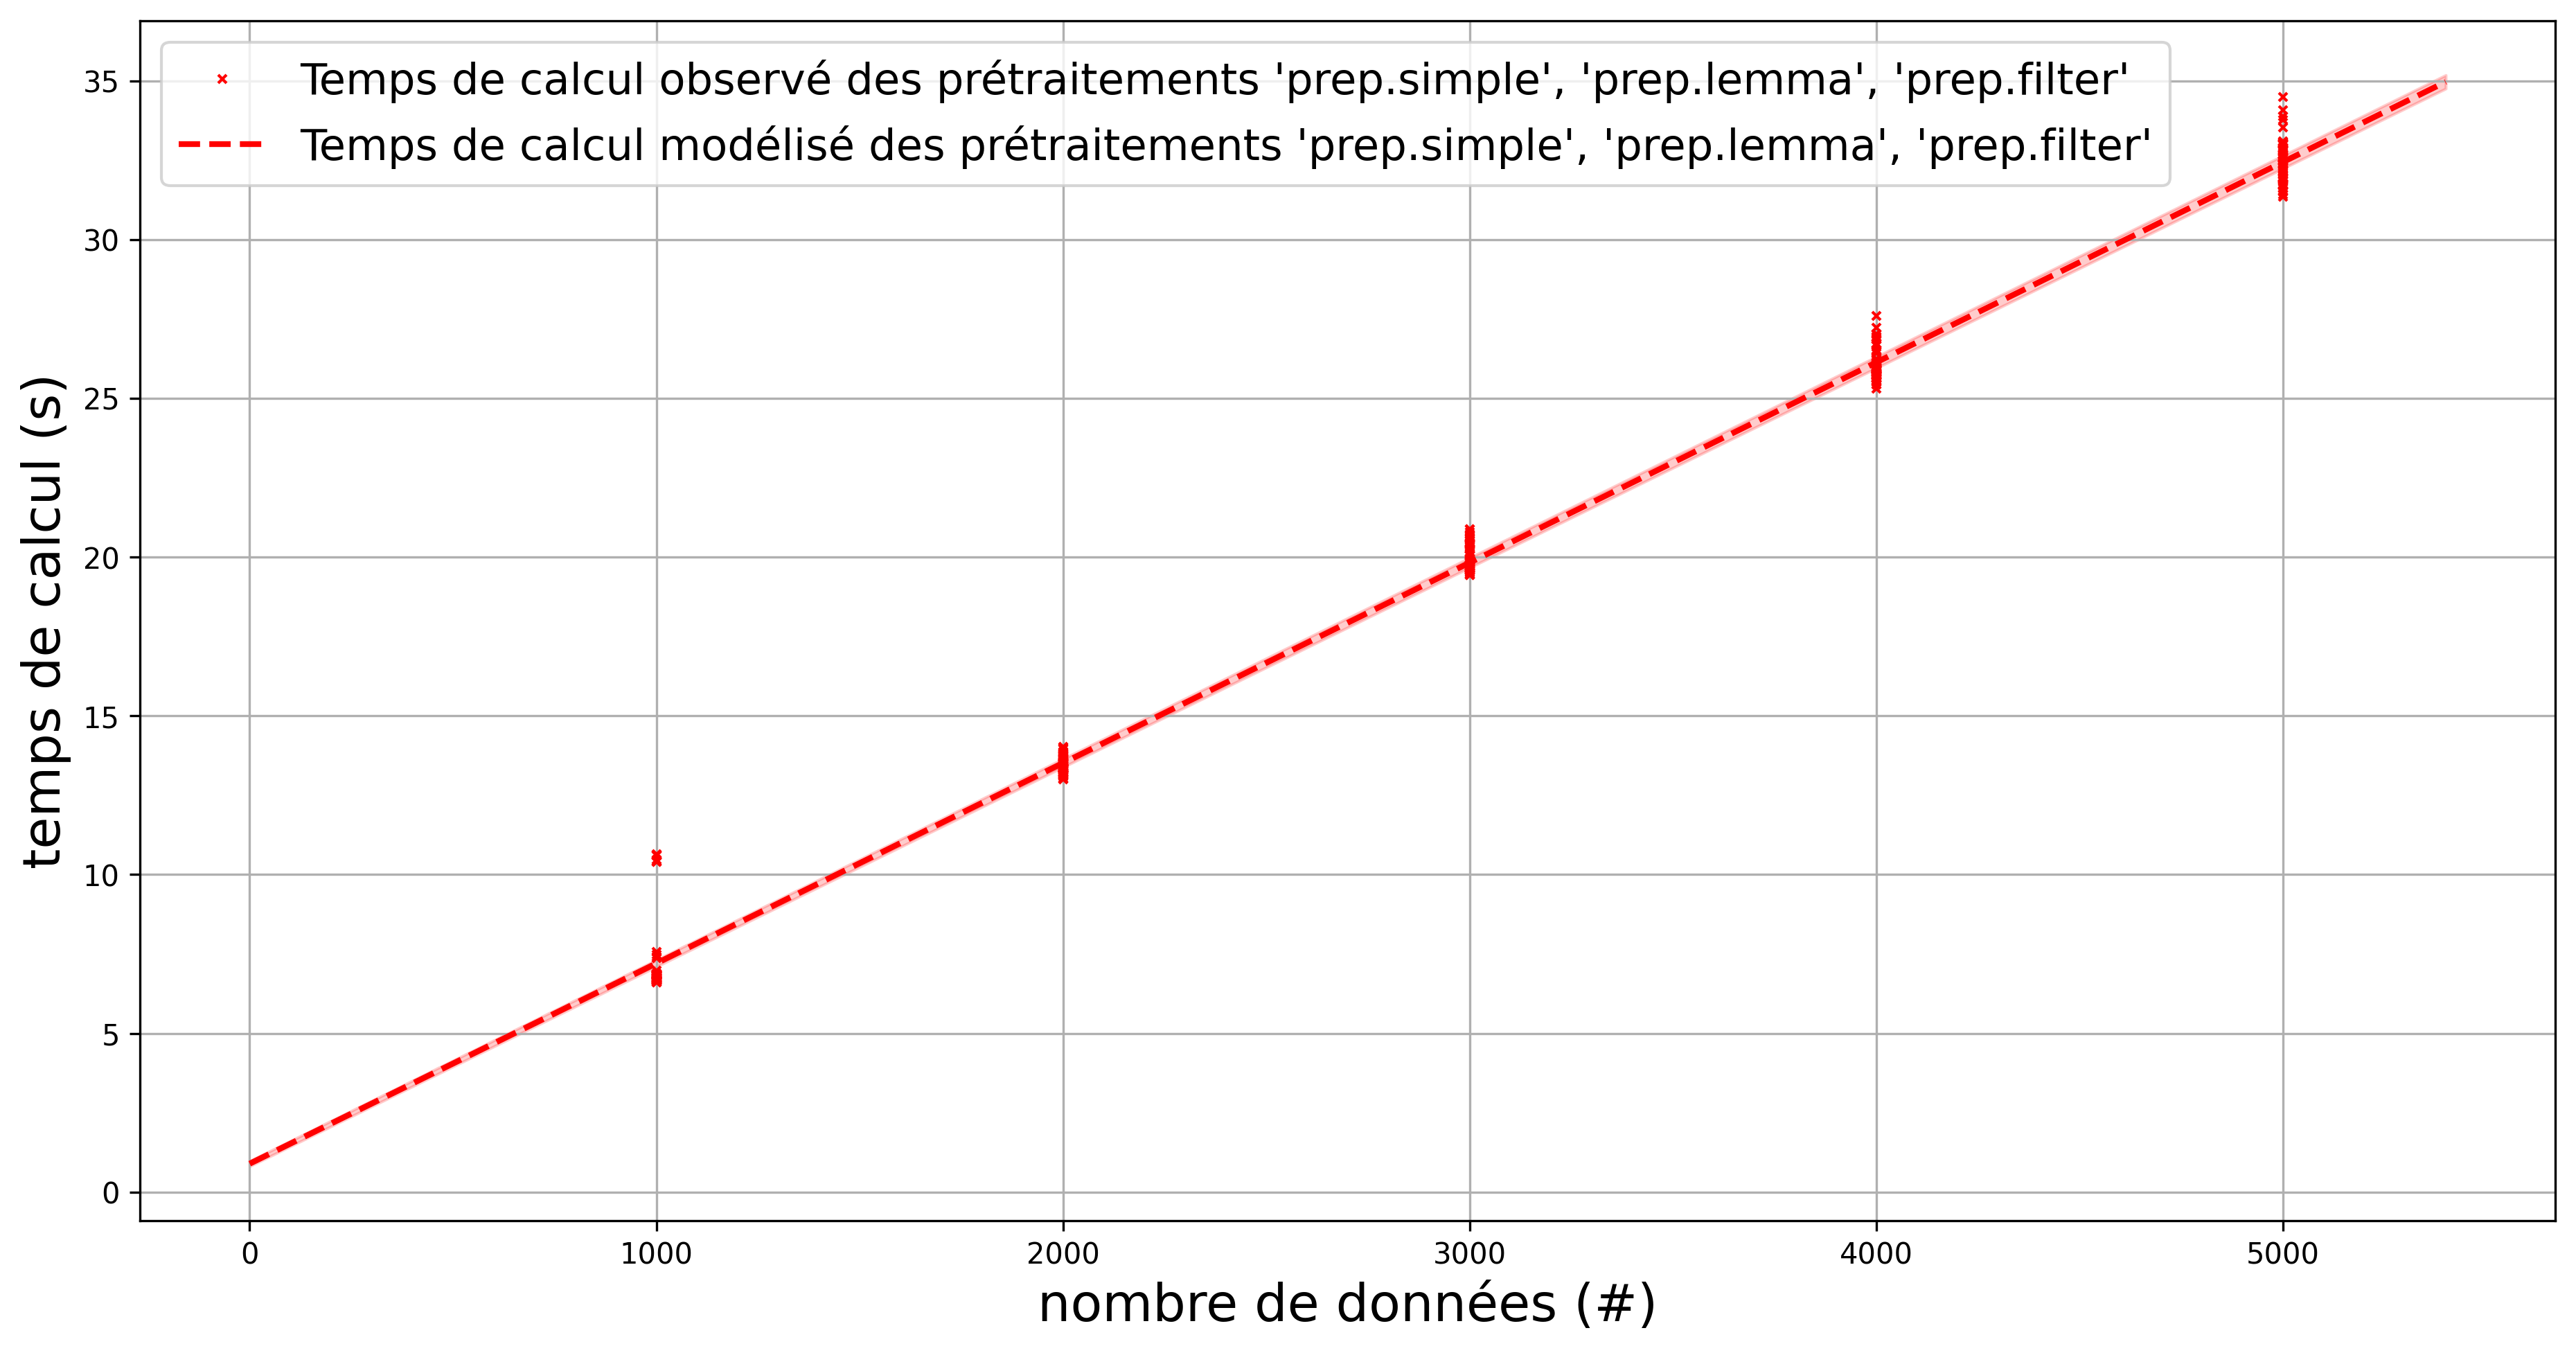 Temps de calcul observé des prétraitements 'prep.simple', 'prep.lemma', 'prep.filter'
Temps de calcul modélisé des prétraitements 'prep.simple', 'prep.lemma', 'prep.filter'
temps de calcul (s)
35
30
25
20
15
10
5
0
0 1000 2000 3000 4000 5000
nombre de données (#)